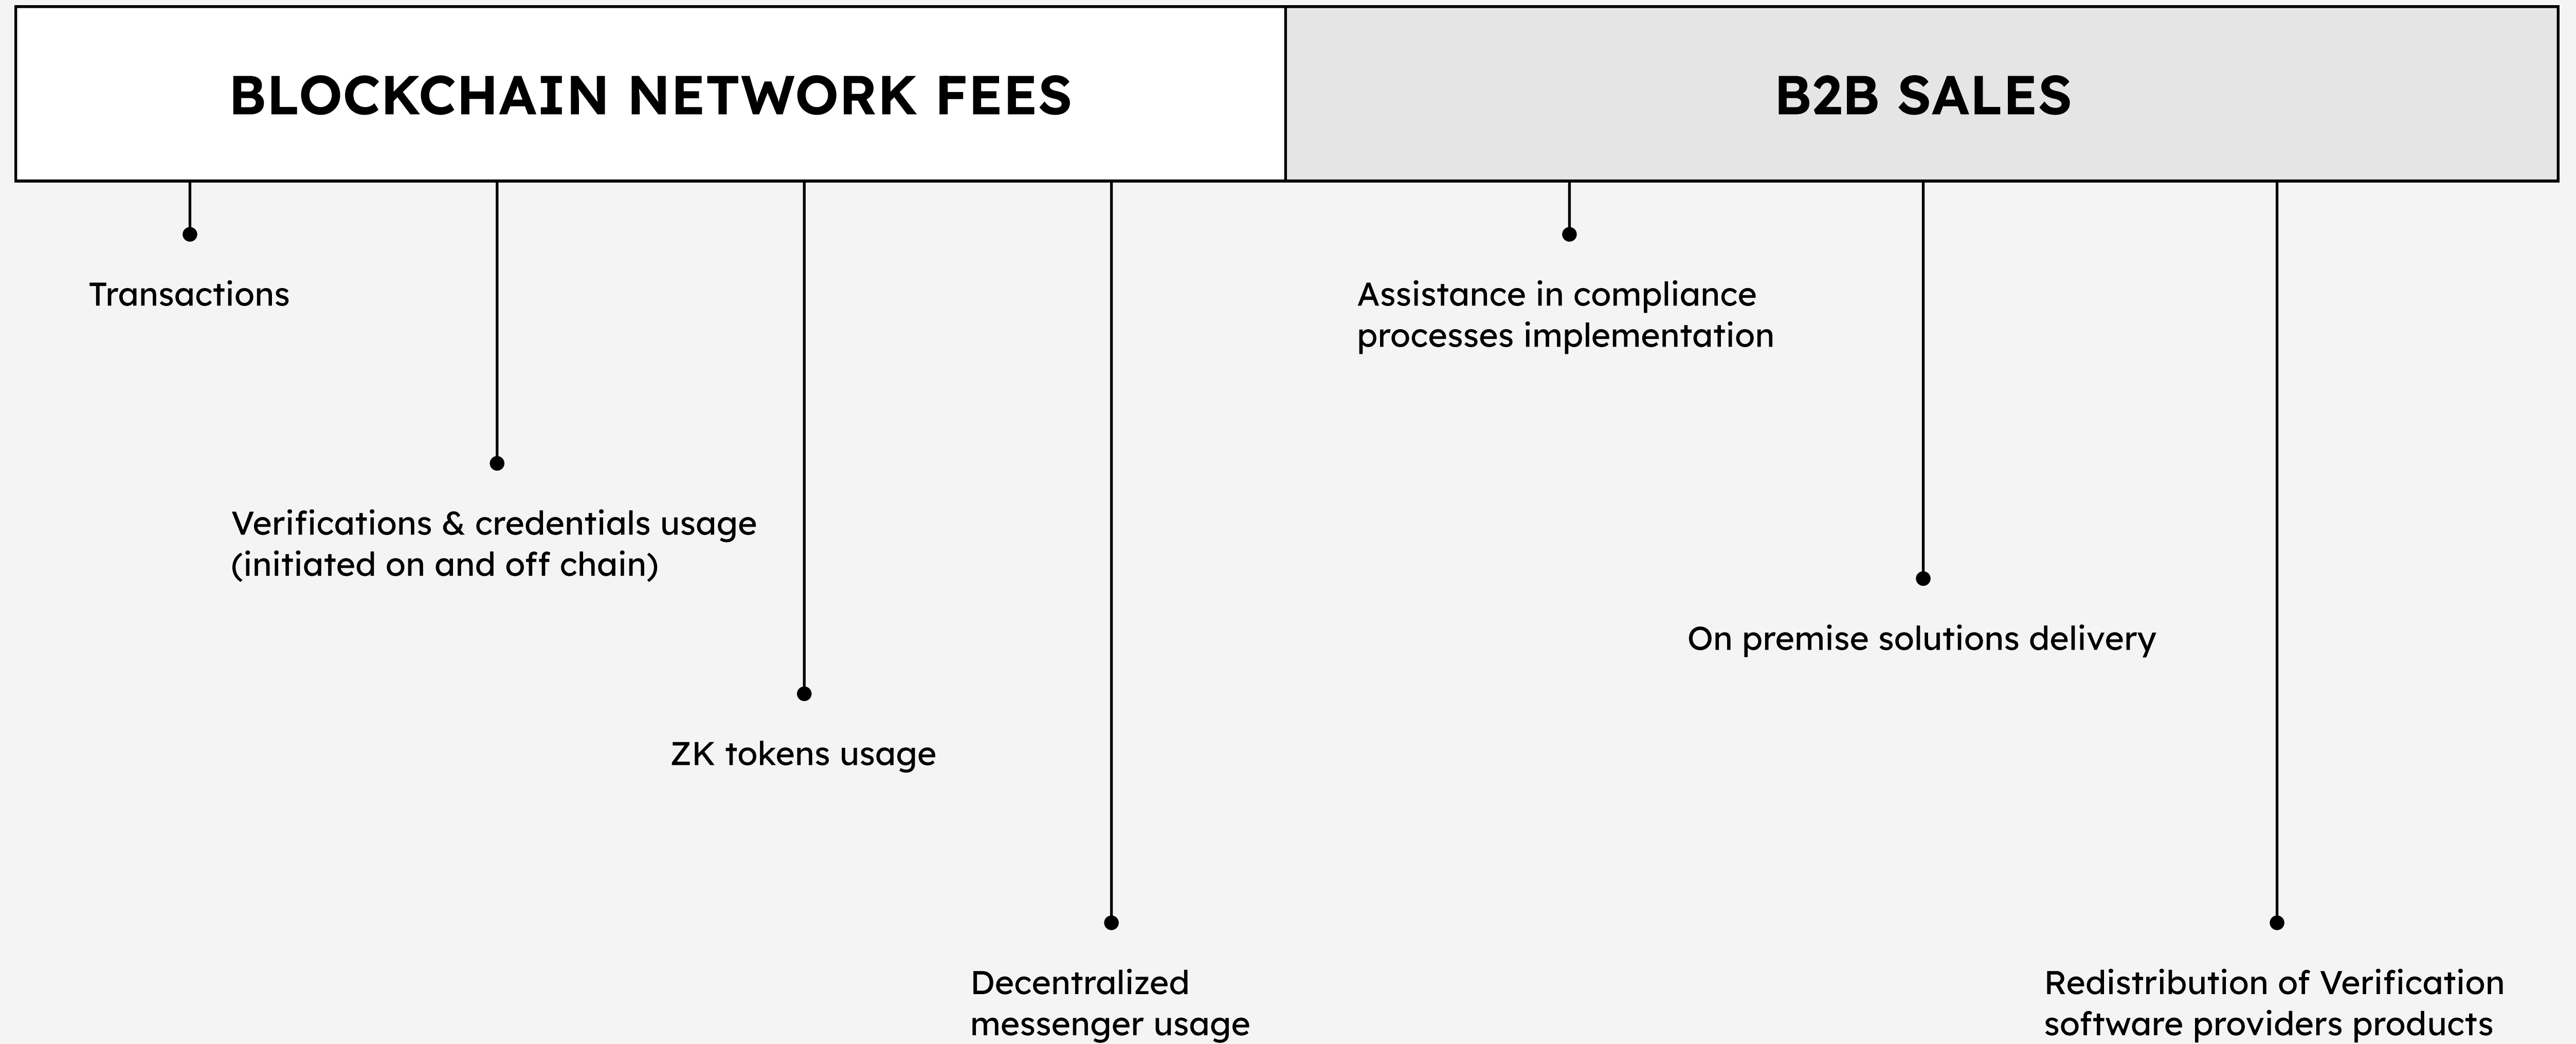 BLOCKCHAIN NETWORK FEES
B2B SALES
Transactions
Verifications & credentials usage
(initiated on and off chain)
ZK tokens usage
Decentralized
messenger usage
Assistance in compliance
processes implementation
On premise solutions delivery
Redistribution of Verification
software providers products